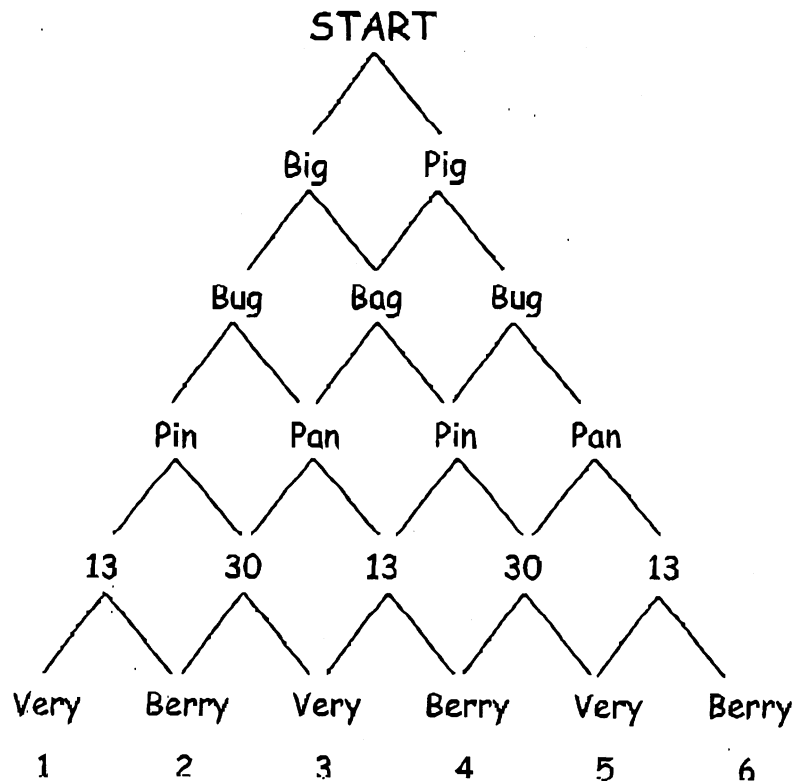 START
Big Pig
Bug Bag Bug
Pin Pan Pin Pan
13 30 13 30 13
Very Berry Very Berry Very Berry
1 2 3 4 5 6